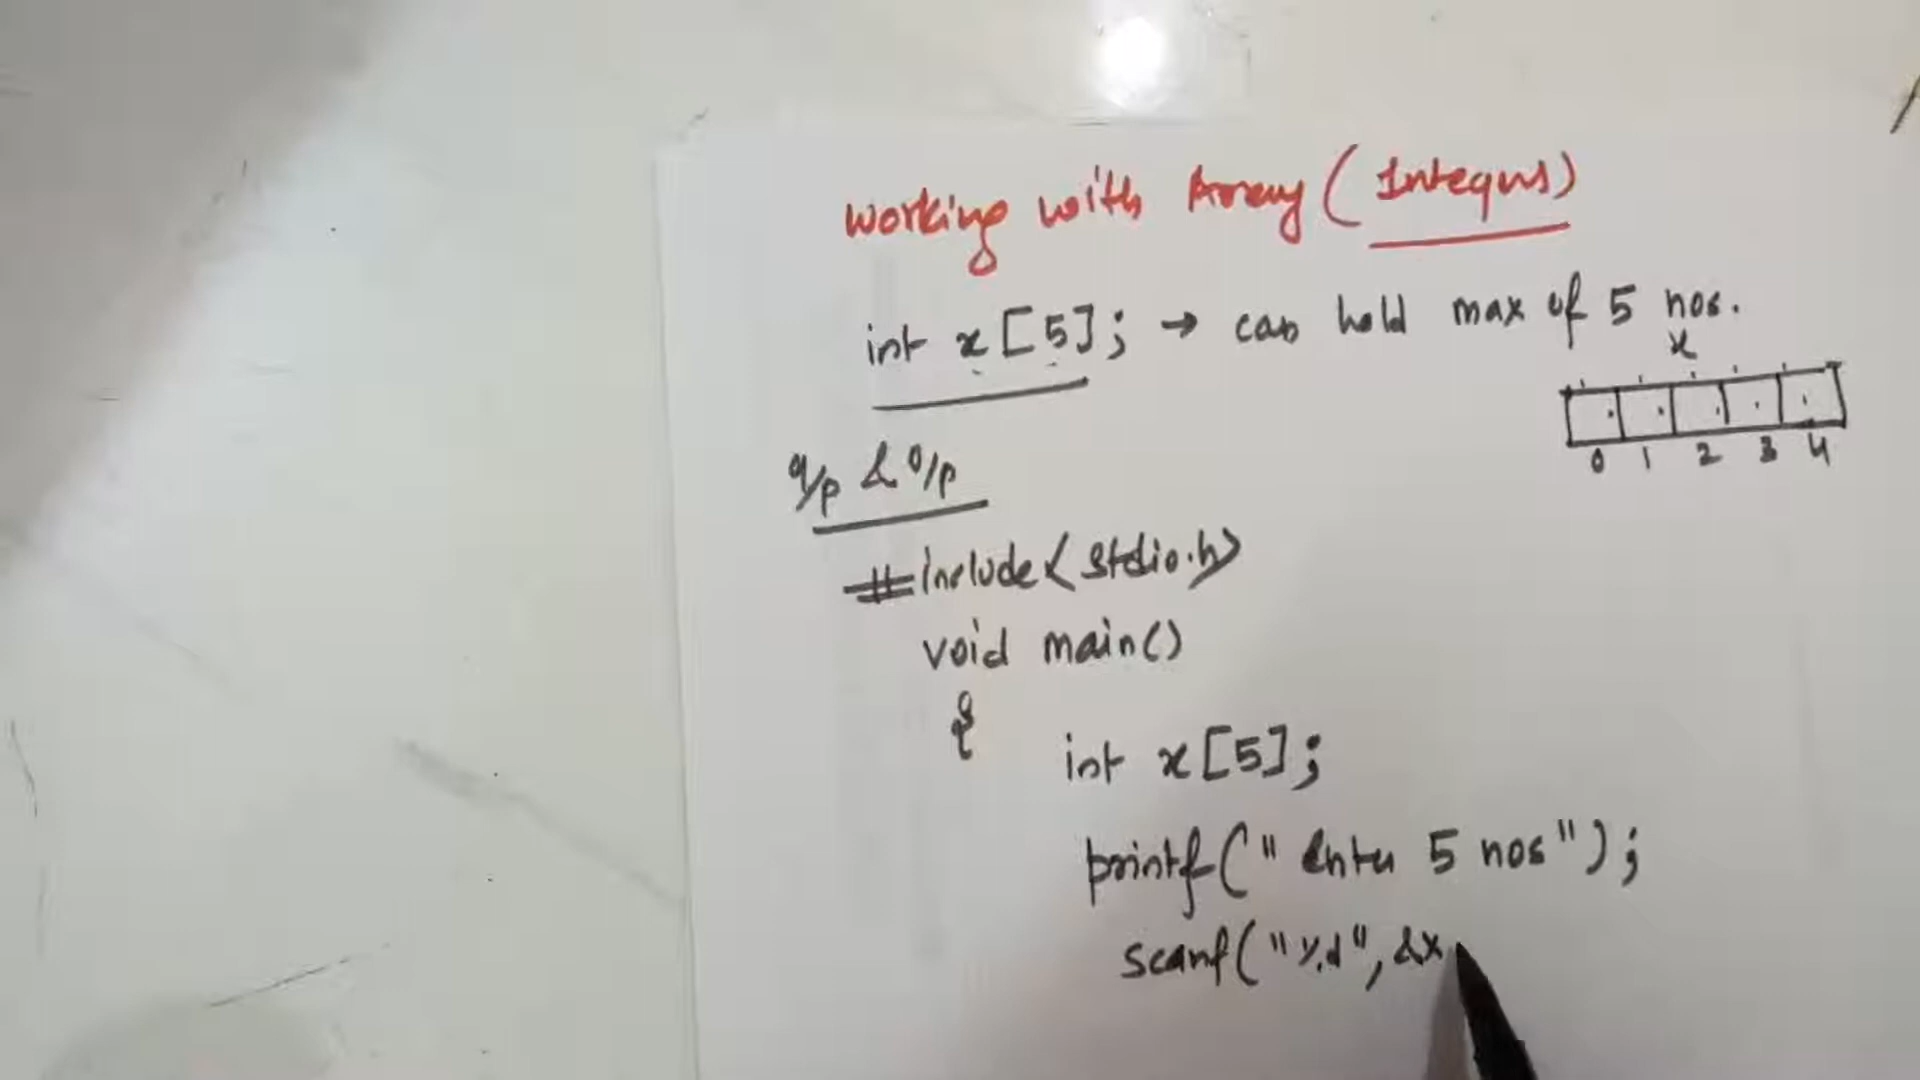 Working with Array (Integers)
int x[5]; → can hold max of 5 nos.
x
0 1 2 3 4
I/p & O/p
#include<stdio.h>
void main()
{
int x[5];
printf("Enter 5 nos");
scanf("%d", &x